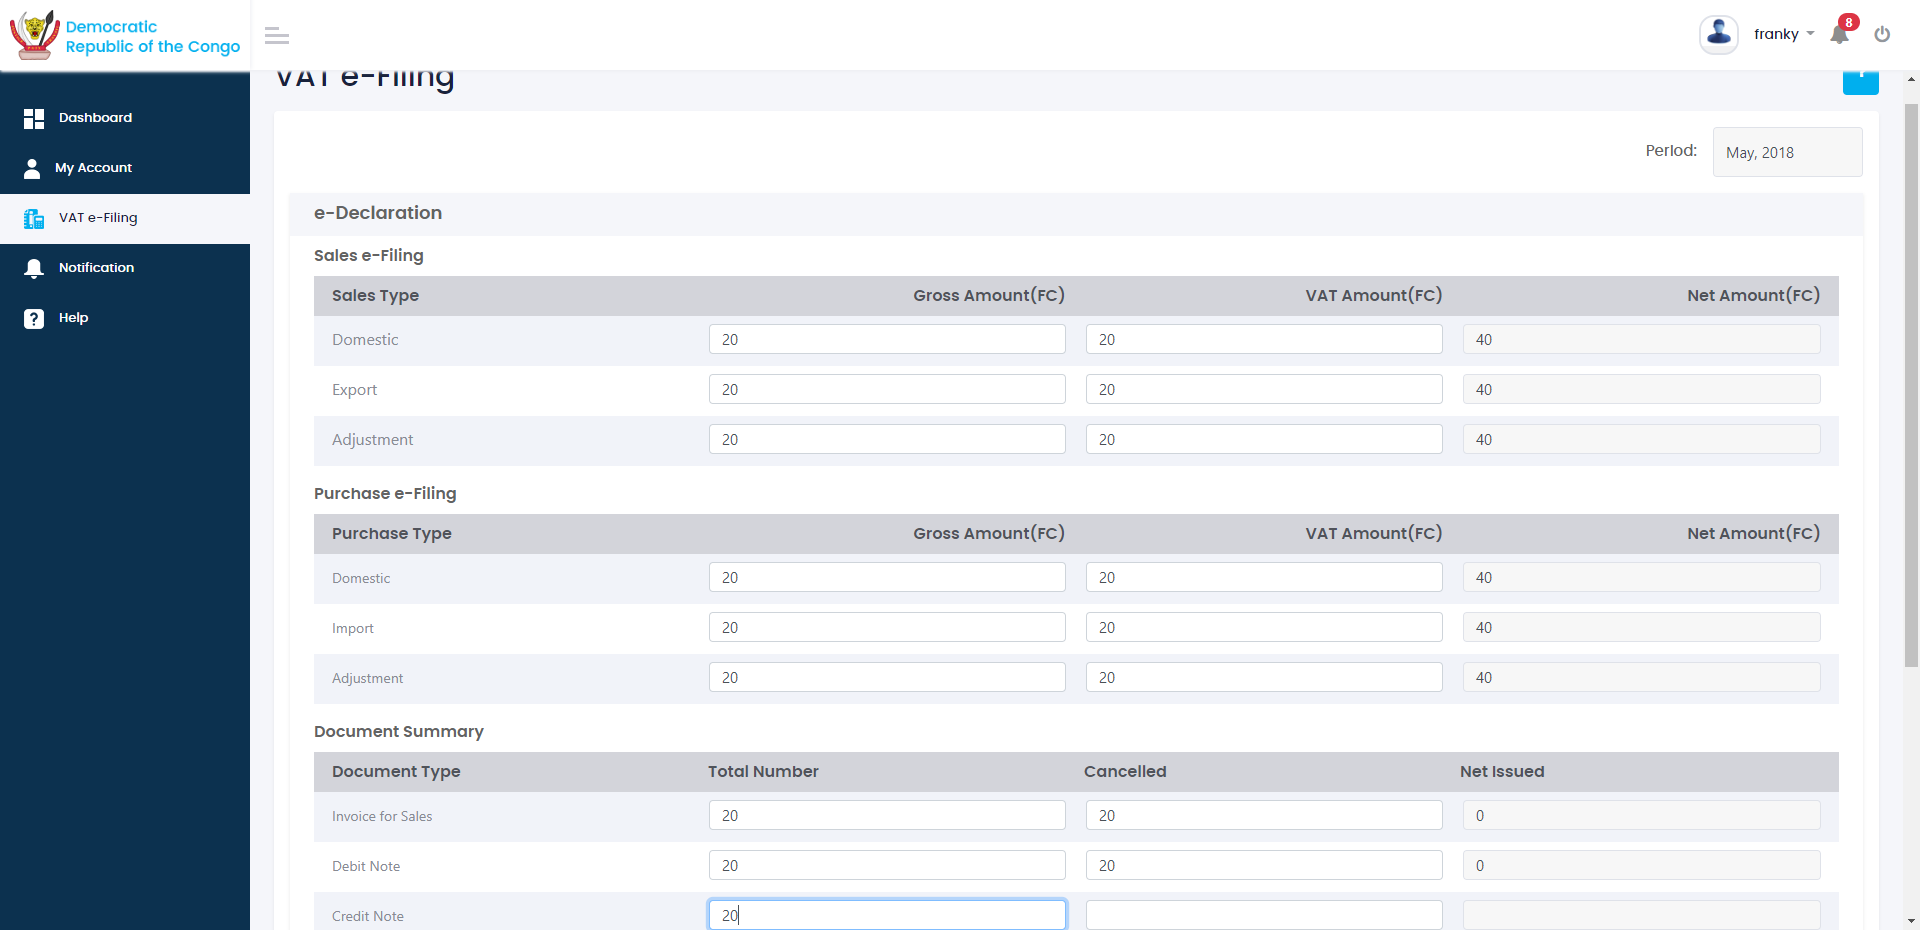 Democratic
Republic of the Congo
franky
8
Dashboard
My Account
VAT e-Filing
Notification
Help
VAT e-Filing
Period:
May, 2018
e-Declaration
Sales e-Filing
Sales Type Gross Amount(FC) VAT Amount(FC) Net Amount(FC)
Domestic 20 20 40
Export 20 20 40
Adjustment 20 20 40
Purchase e-Filing
Purchase Type Gross Amount(FC) VAT Amount(FC) Net Amount(FC)
Domestic 20 20 40
Import 20 20 40
Adjustment 20 20 40
Document Summary
Document Type Total Number Cancelled Net Issued
Invoice for Sales 20 20 0
Debit Note 20 20 0
Credit Note 20